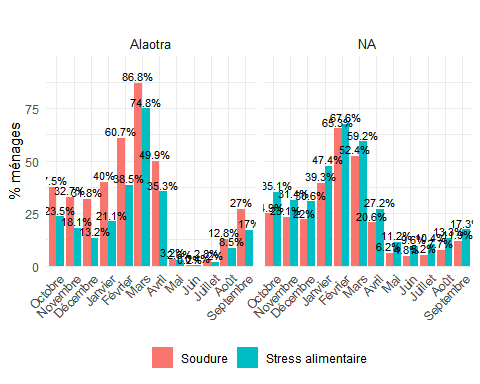 Alaotra
NA
% ménages
75
50
25
0
23.5%
32.7%
18.1%
13.2%
40%
21.1%
60.7%
38.5%
86.8%
74.8%
49.9%
35.3%
12.8%
8.5%
27%
17%
35.1%
23.1%
31.4%
22%
39.3%
47.4%
67.6%
52.4%
59.2%
20.6%
27.2%
6.2%
11.2%
17.3%
Octobre
Novembre
Décembre
Janvier
Février
Mars
Avril
Mai
Juin
Juillet
Août
Septembre
Octobre
Novembre
Décembre
Janvier
Février
Mars
Avril
Mai
Juin
Juillet
Août
Septembre
Soudure
Stress alimentaire